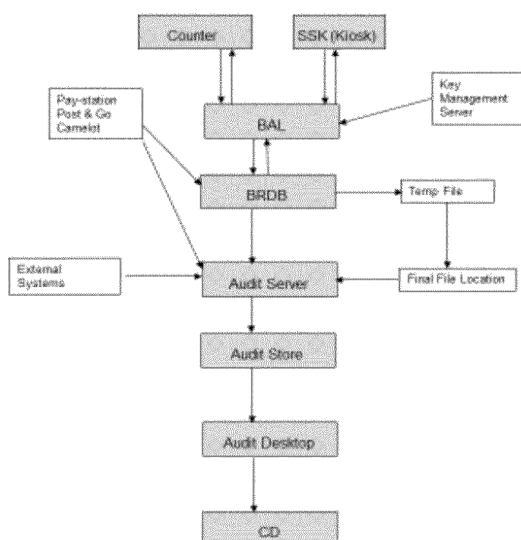 Counter
SSK (Kiosk)
Pay-station
Post & Go
Camelot
Key
Management
Server
BAL
BRDB
Temp File
External
Systems
Audit Server
Final File Location
Audit Store
Audit Desktop
CD